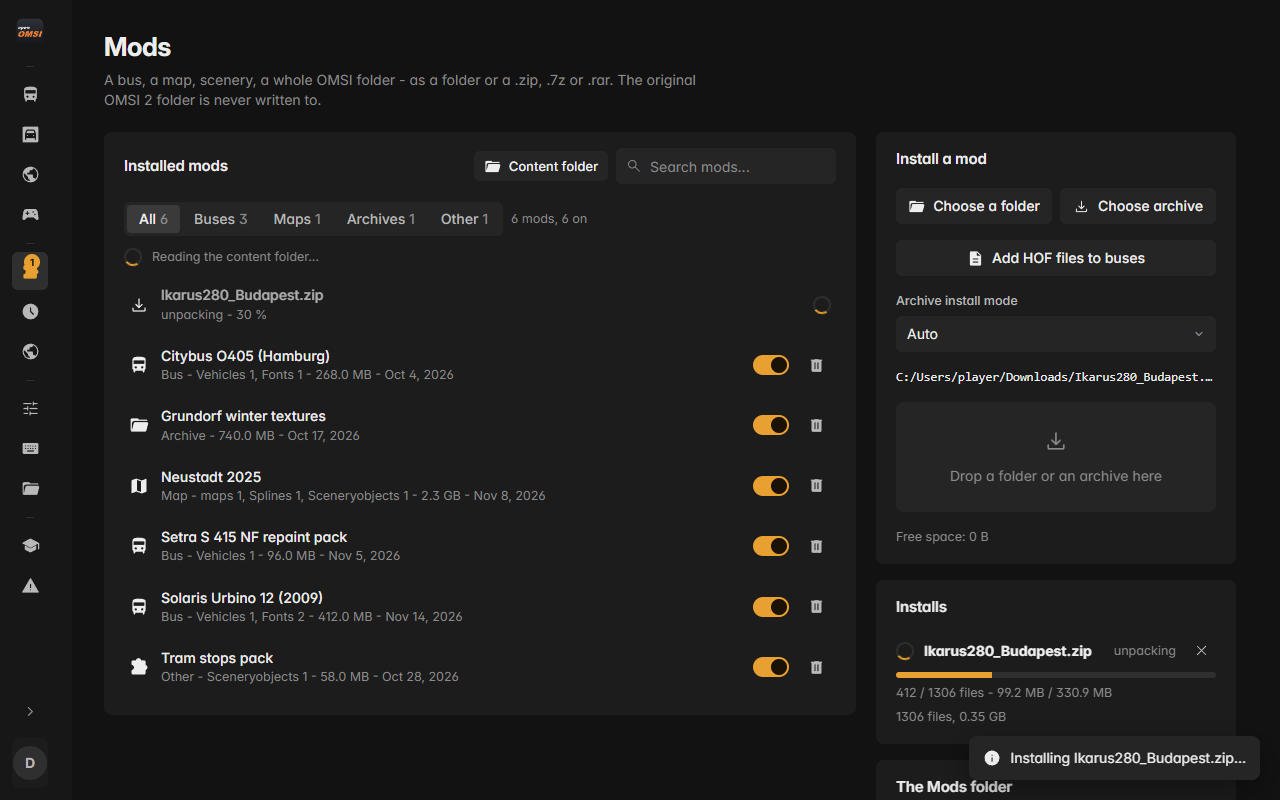 open
OMSI
1
D
Mods
A bus, a map, scenery, a whole OMSI folder - as a folder or a .zip, .7z or .rar. The original
OMSI 2 folder is never written to.
Installed mods
Content folder
Search mods...
All 6
Buses 3
Maps 1
Archives 1
Other 1
6 mods, 6 on
Reading the content folder...
Ikarus280_Budapest.zip
unpacking - 30 %
Citybus O405 (Hamburg)
Bus - Vehicles 1, Fonts 1 - 268.0 MB - Oct 4, 2026
Grundorf winter textures
Archive - 740.0 MB - Oct 17, 2026
Neustadt 2025
Map - maps 1, Splines 1, Sceneryobjects 1 - 2.3 GB - Nov 8, 2026
Setra S 415 NF repaint pack
Bus - Vehicles 1 - 96.0 MB - Nov 5, 2026
Solaris Urbino 12 (2009)
Bus - Vehicles 1, Fonts 2 - 412.0 MB - Nov 14, 2026
Tram stops pack
Other - Sceneryobjects 1 - 58.0 MB - Oct 28, 2026
Install a mod
Choose a folder
Choose archive
Add HOF files to buses
Archive install mode
Auto
C:/Users/player/Downloads/Ikarus280_Budapest.…
Drop a folder or an archive here
Free space: 0 B
Installs
Ikarus280_Budapest.zip
unpacking
412 / 1306 files - 99.2 MB / 330.9 MB
1306 files, 0.35 GB
Installing Ikarus280_Budapest.zip...
The Mods folder